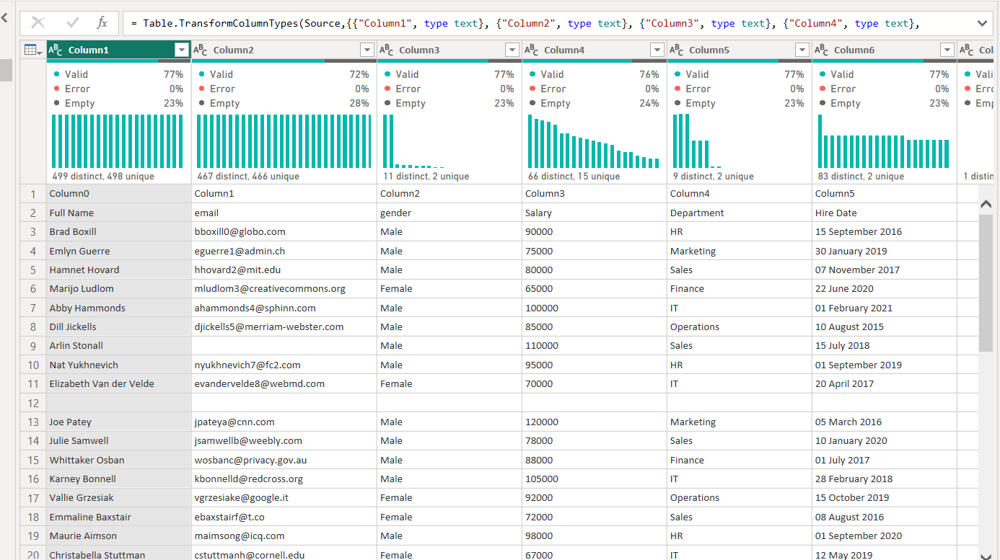 fx = Table.TransformColumnTypes(Source,{{"Column1", type text}, {"Column2", type text}, {"Column3", type text}, {"Column4", type text},
ABC Column1 ABC Column2 ABC Column3 ABC Column4 ABC Column5 ABC Column6 ABC Col
Valid 77% Valid 72% Valid 77% Valid 76% Valid 77% Valid 77% Vali
Error 0% Error 0% Error 0% Error 0% Error 0% Error 0% Erro
Empty 23% Empty 28% Empty 23% Empty 24% Empty 23% Empty 23% Emp
499 distinct, 498 unique 467 distinct, 466 unique 11 distinct, 2 unique 66 distinct, 15 unique 9 distinct, 2 unique 83 distinct, 2 unique 1 distin
1 Column0 Column1 Column2 Column3 Column4 Column5
2 Full Name email gender Salary Department Hire Date
3 Brad Boxill bboxill0@globo.com Male 90000 HR 15 September 2016
4 Emlyn Guerre eguerre1@admin.ch Male 75000 Marketing 30 January 2019
5 Hamnet Hovard hhovard2@mit.edu Male 80000 Sales 07 November 2017
6 Marijo Ludlom mludlom3@creativecommons.org Female 65000 Finance 22 June 2020
7 Abby Hammonds ahammonds4@sphinn.com Male 100000 IT 01 February 2021
8 Dill Jickells djickells5@merriam-webster.com Male 85000 Operations 10 August 2015
9 Arlin Stonall Male 110000 Sales 15 July 2018
10 Nat Yukhnevich nyukhnevich7@fc2.com Male 95000 HR 01 September 2019
11 Elizabeth Van der Velde evandervelde8@webmd.com Female 70000 IT 20 April 2017
12
13 Joe Patey jpateya@cnn.com Male 120000 Marketing 05 March 2016
14 Julie Samwell jsamwellb@weebly.com Male 78000 Sales 10 January 2020
15 Whittaker Osban wosbanc@privacy.gov.au Male 88000 Finance 01 July 2017
16 Karney Bonnell kbonnelld@redcross.org Male 105000 IT 28 February 2018
17 Vallie Grzesiak vgrzesiake@google.it Female 92000 Operations 15 October 2019
18 Emmaline Baxstair ebaxstairf@t.co Female 72000 Sales 08 August 2016
19 Maurie Aimson maimsong@icq.com Male 98000 HR 01 September 2020
20 Christabella Stuttman cstuttmanh@cornell.edu Female 67000 IT 12 May 2019